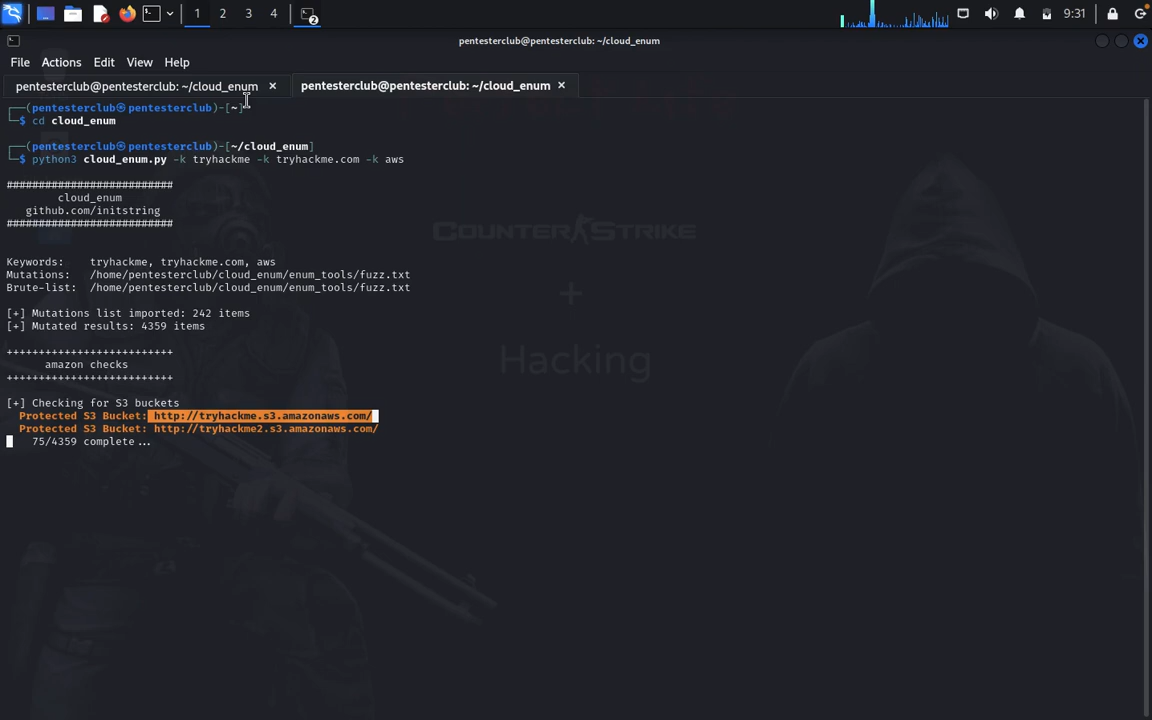 1 2 3 4 2 9:31
pentesterclub@pentesterclub: ~/cloud_enum
File Actions Edit View Help
pentesterclub@pentesterclub: ~/cloud_enum × pentesterclub@pentesterclub: ~/cloud_enum ×
┌──(pentesterclub㉿pentesterclub)-[~]
└─$ cd cloud_enum
┌──(pentesterclub㉿pentesterclub)-[~/cloud_enum]
└─$ python3 cloud_enum.py -k tryhackme -k tryhackme.com -k aws
##########################
cloud_enum
github.com/initstring
##########################
Keywords: tryhackme, tryhackme.com, aws
Mutations: /home/pentesterclub/cloud_enum/enum_tools/fuzz.txt
Brute-list: /home/pentesterclub/cloud_enum/enum_tools/fuzz.txt
[+] Mutations list imported: 242 items
[+] Mutated results: 4359 items
++++++++++++++++++++++++++
amazon checks
++++++++++++++++++++++++++
[+] Checking for S3 buckets
Protected S3 Bucket: http://tryhackme.s3.amazonaws.com/
Protected S3 Bucket: http://tryhackme2.s3.amazonaws.com/
75/4359 complete...
COUNTER STRIKE
+
Hacking